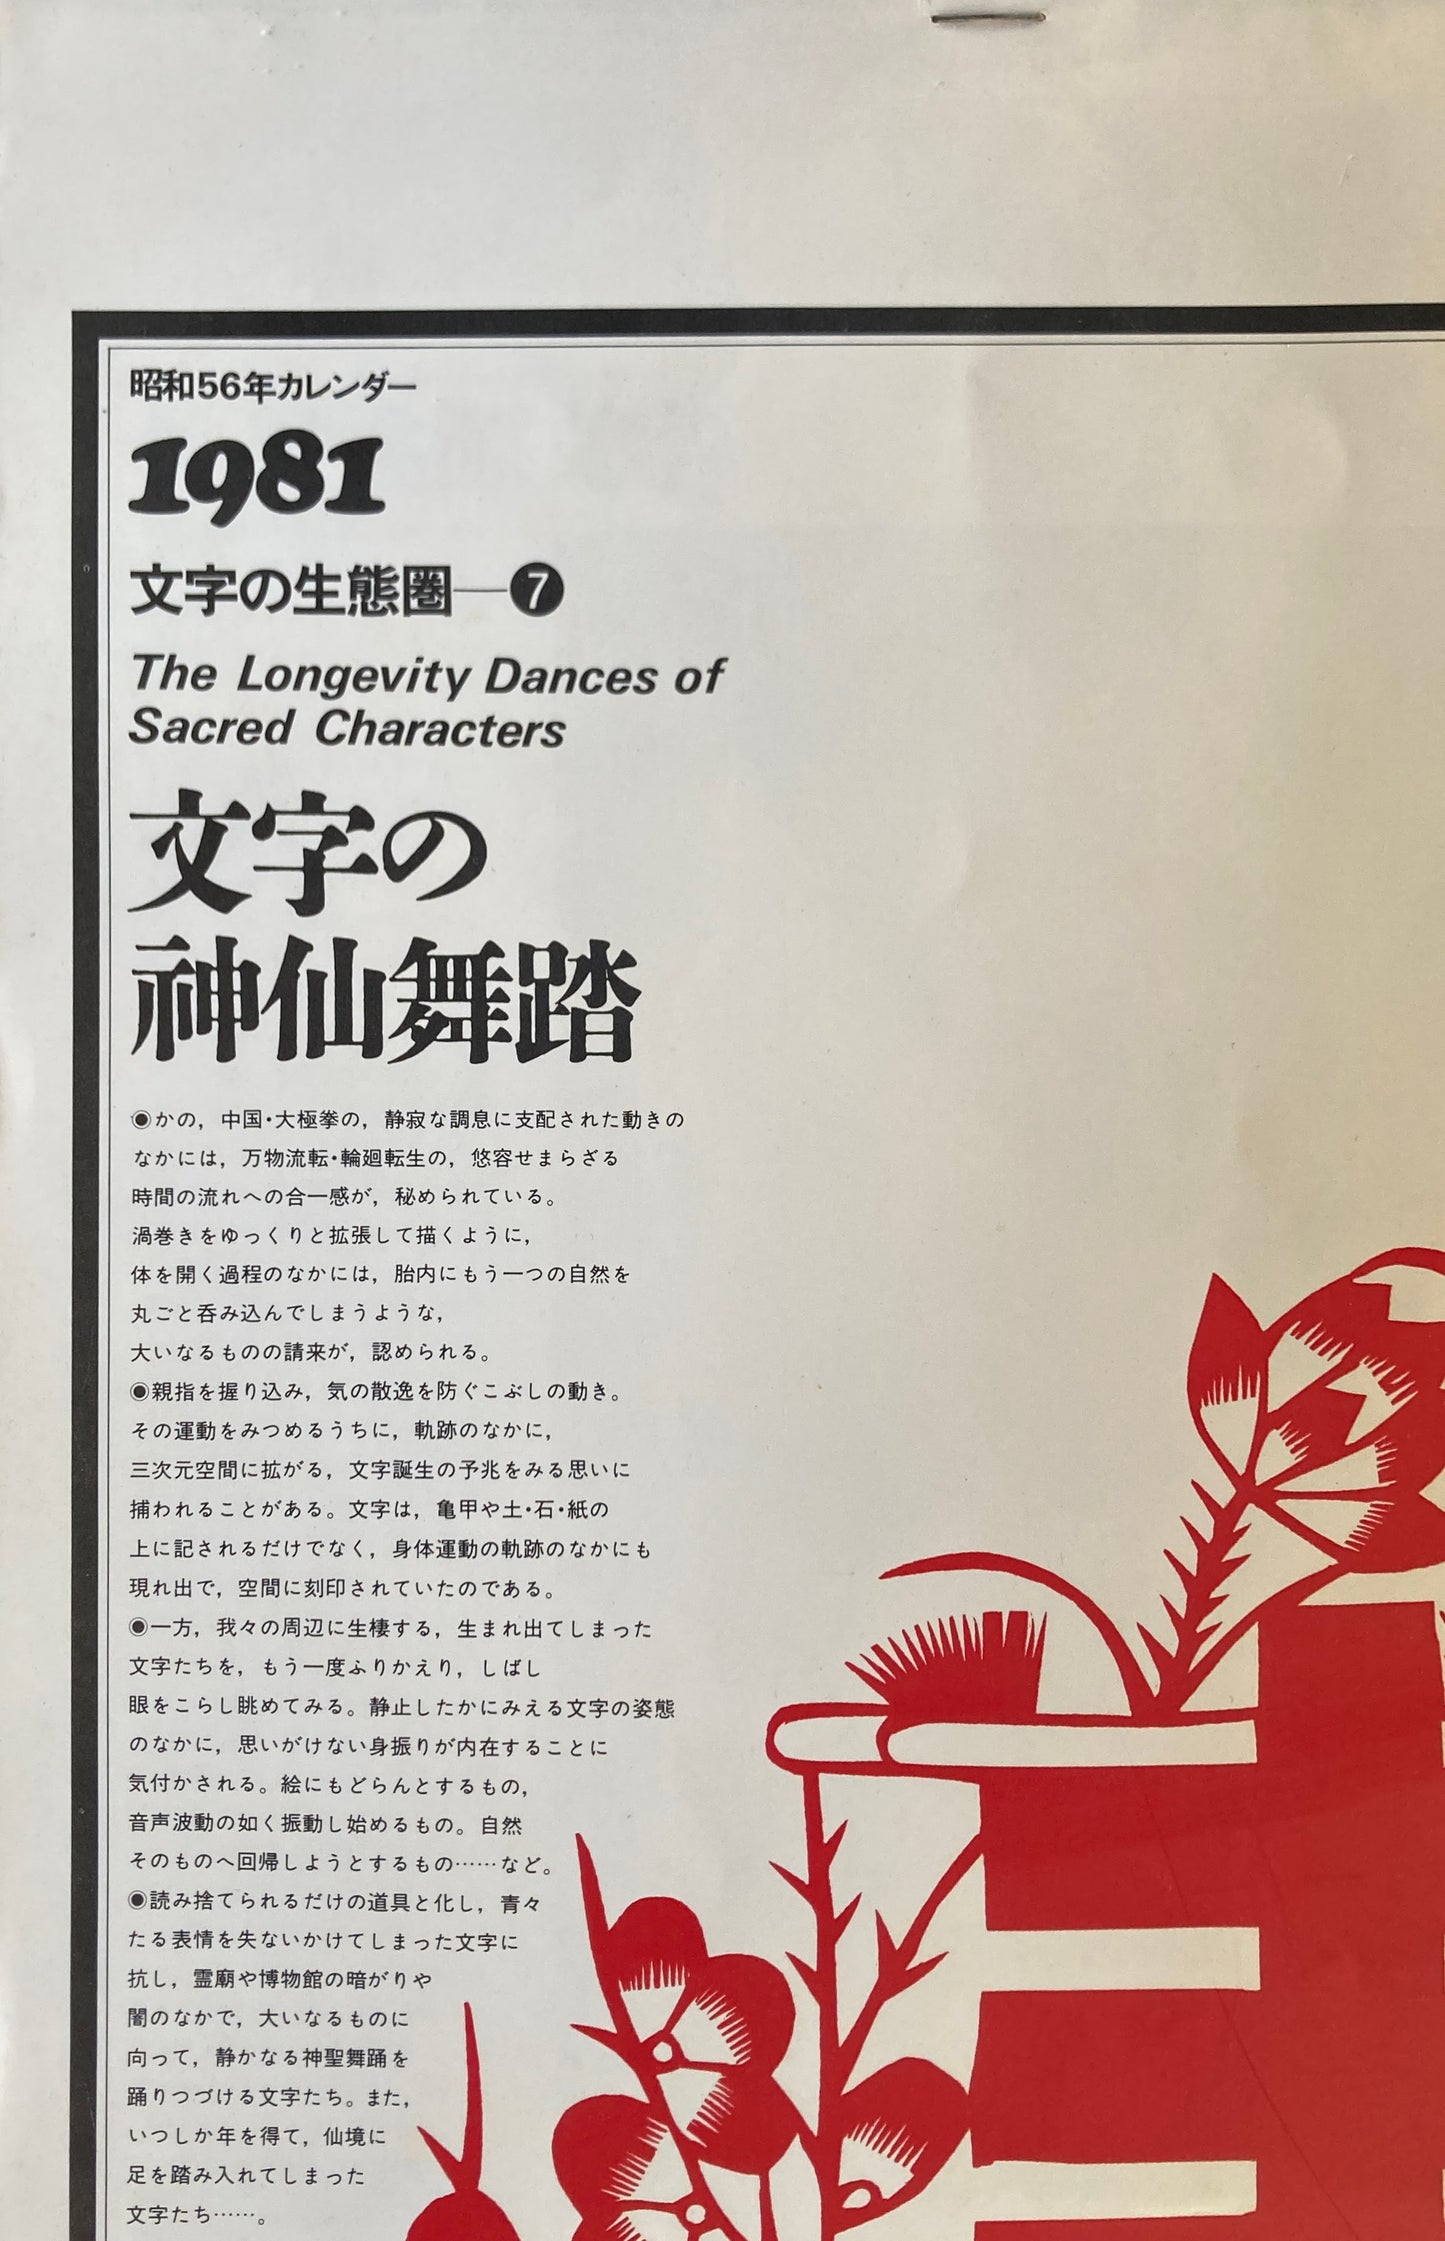 昭和56年カレンダー
1981
文字の生態圏―❼
The Longevity Dances of
Sacred Characters
文字の
神仙舞踏
◉かの，中国・大極拳の，静寂な調息に支配された動きの
なかには，万物流転・輪廻転生の，悠容せまらざる
時間の流れへの合一感が，秘められている。
渦巻きをゆっくりと拡張して描くように，
体を開く過程のなかには，胎内にもう一つの自然を
丸ごと呑み込んでしまうような，
大いなるものの請来が，認められる。
◉親指を握り込み，気の散逸を防ぐこぶしの動き。
その運動をみつめるうちに，軌跡のなかに，
三次元空間に拡がる，文字誕生の予兆をみる思いに
捕われることがある。文字は，亀甲や土・石・紙の
上に記されるだけでなく，身体運動の軌跡のなかにも
現れ出で，空間に刻印されていたのである。
◉一方，我々の周辺に生棲する，生まれ出てしまった
文字たちを，もう一度ふりかえり，しばし
眼をこらし眺めてみる。静止したかにみえる文字の姿態
のなかに，思いがけない身振りが内在することに
気付かされる。絵にもどらんとするもの，
音声波動の如く振動し始めるもの。自然
そのものへ回帰しようとするもの……など。
◉読み捨てられるだけの道具と化し，青々
たる表情を失ないかけてしまった文字に
抗し，霊廟や博物館の暗がりや
闇のなかで，大いなるものに
向って，静かなる神聖舞踊を
踊りつづける文字たち。また，
いつしか年を得て，仙境に
足を踏み入れてしまった
文字たち……。